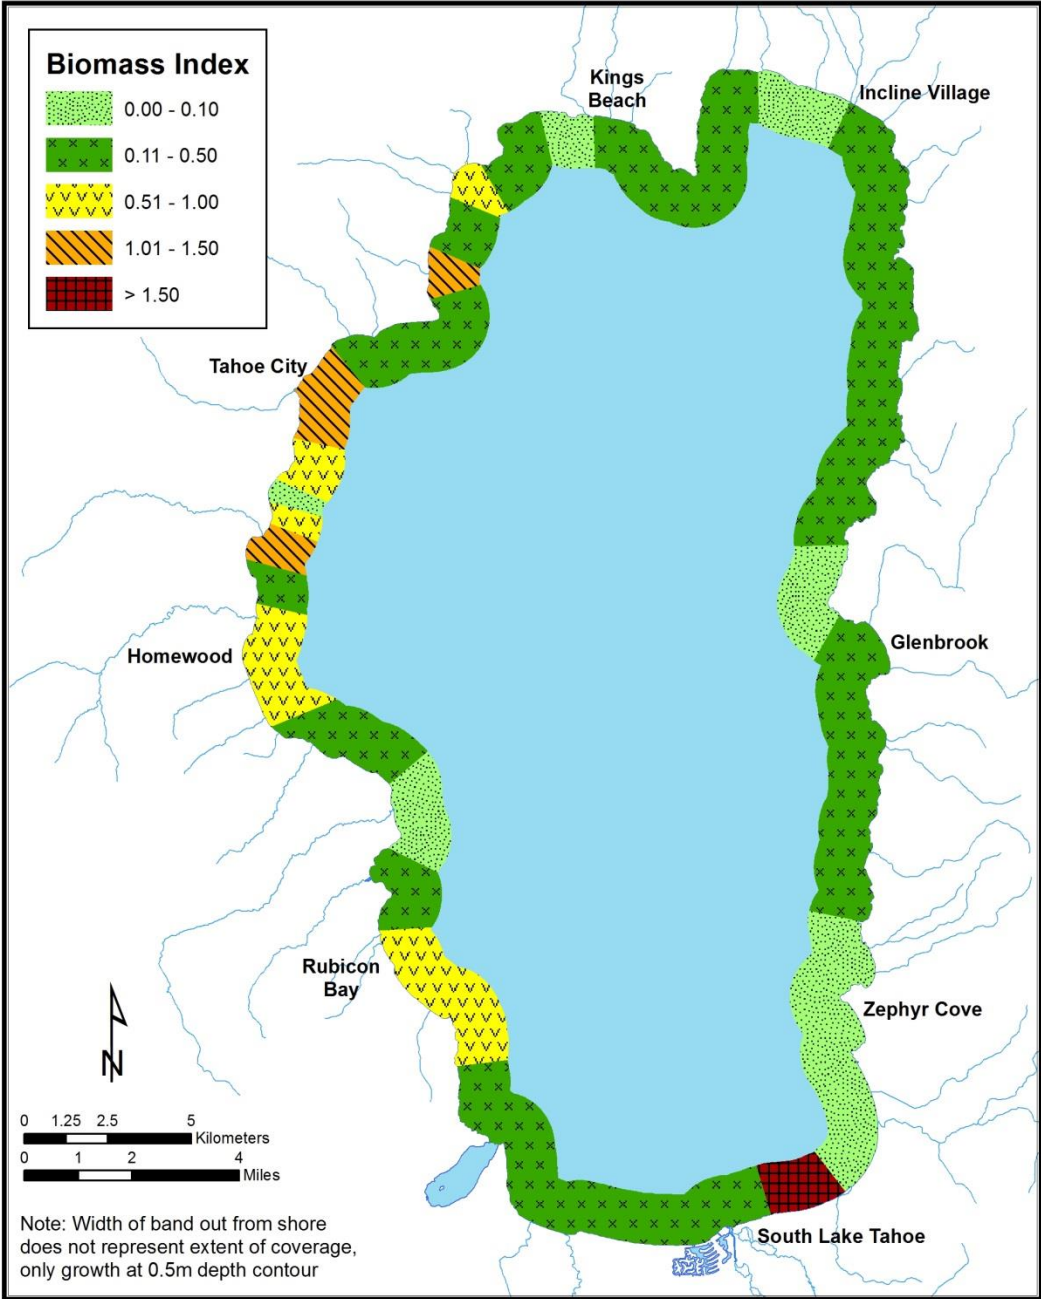 Biomass Index
0.00 - 0.10
0.11 - 0.50
0.51 - 1.00
1.01 - 1.50
> 1.50
Kings
Beach
Incline Village
Tahoe City
Homewood
Glenbrook
Rubicon
Bay
Zephyr Cove
South Lake Tahoe
N
0 1.25 2.5 5
Kilometers
0 1 2 4
Miles
Note: Width of band out from shore
does not represent extent of coverage,
only growth at 0.5m depth contour